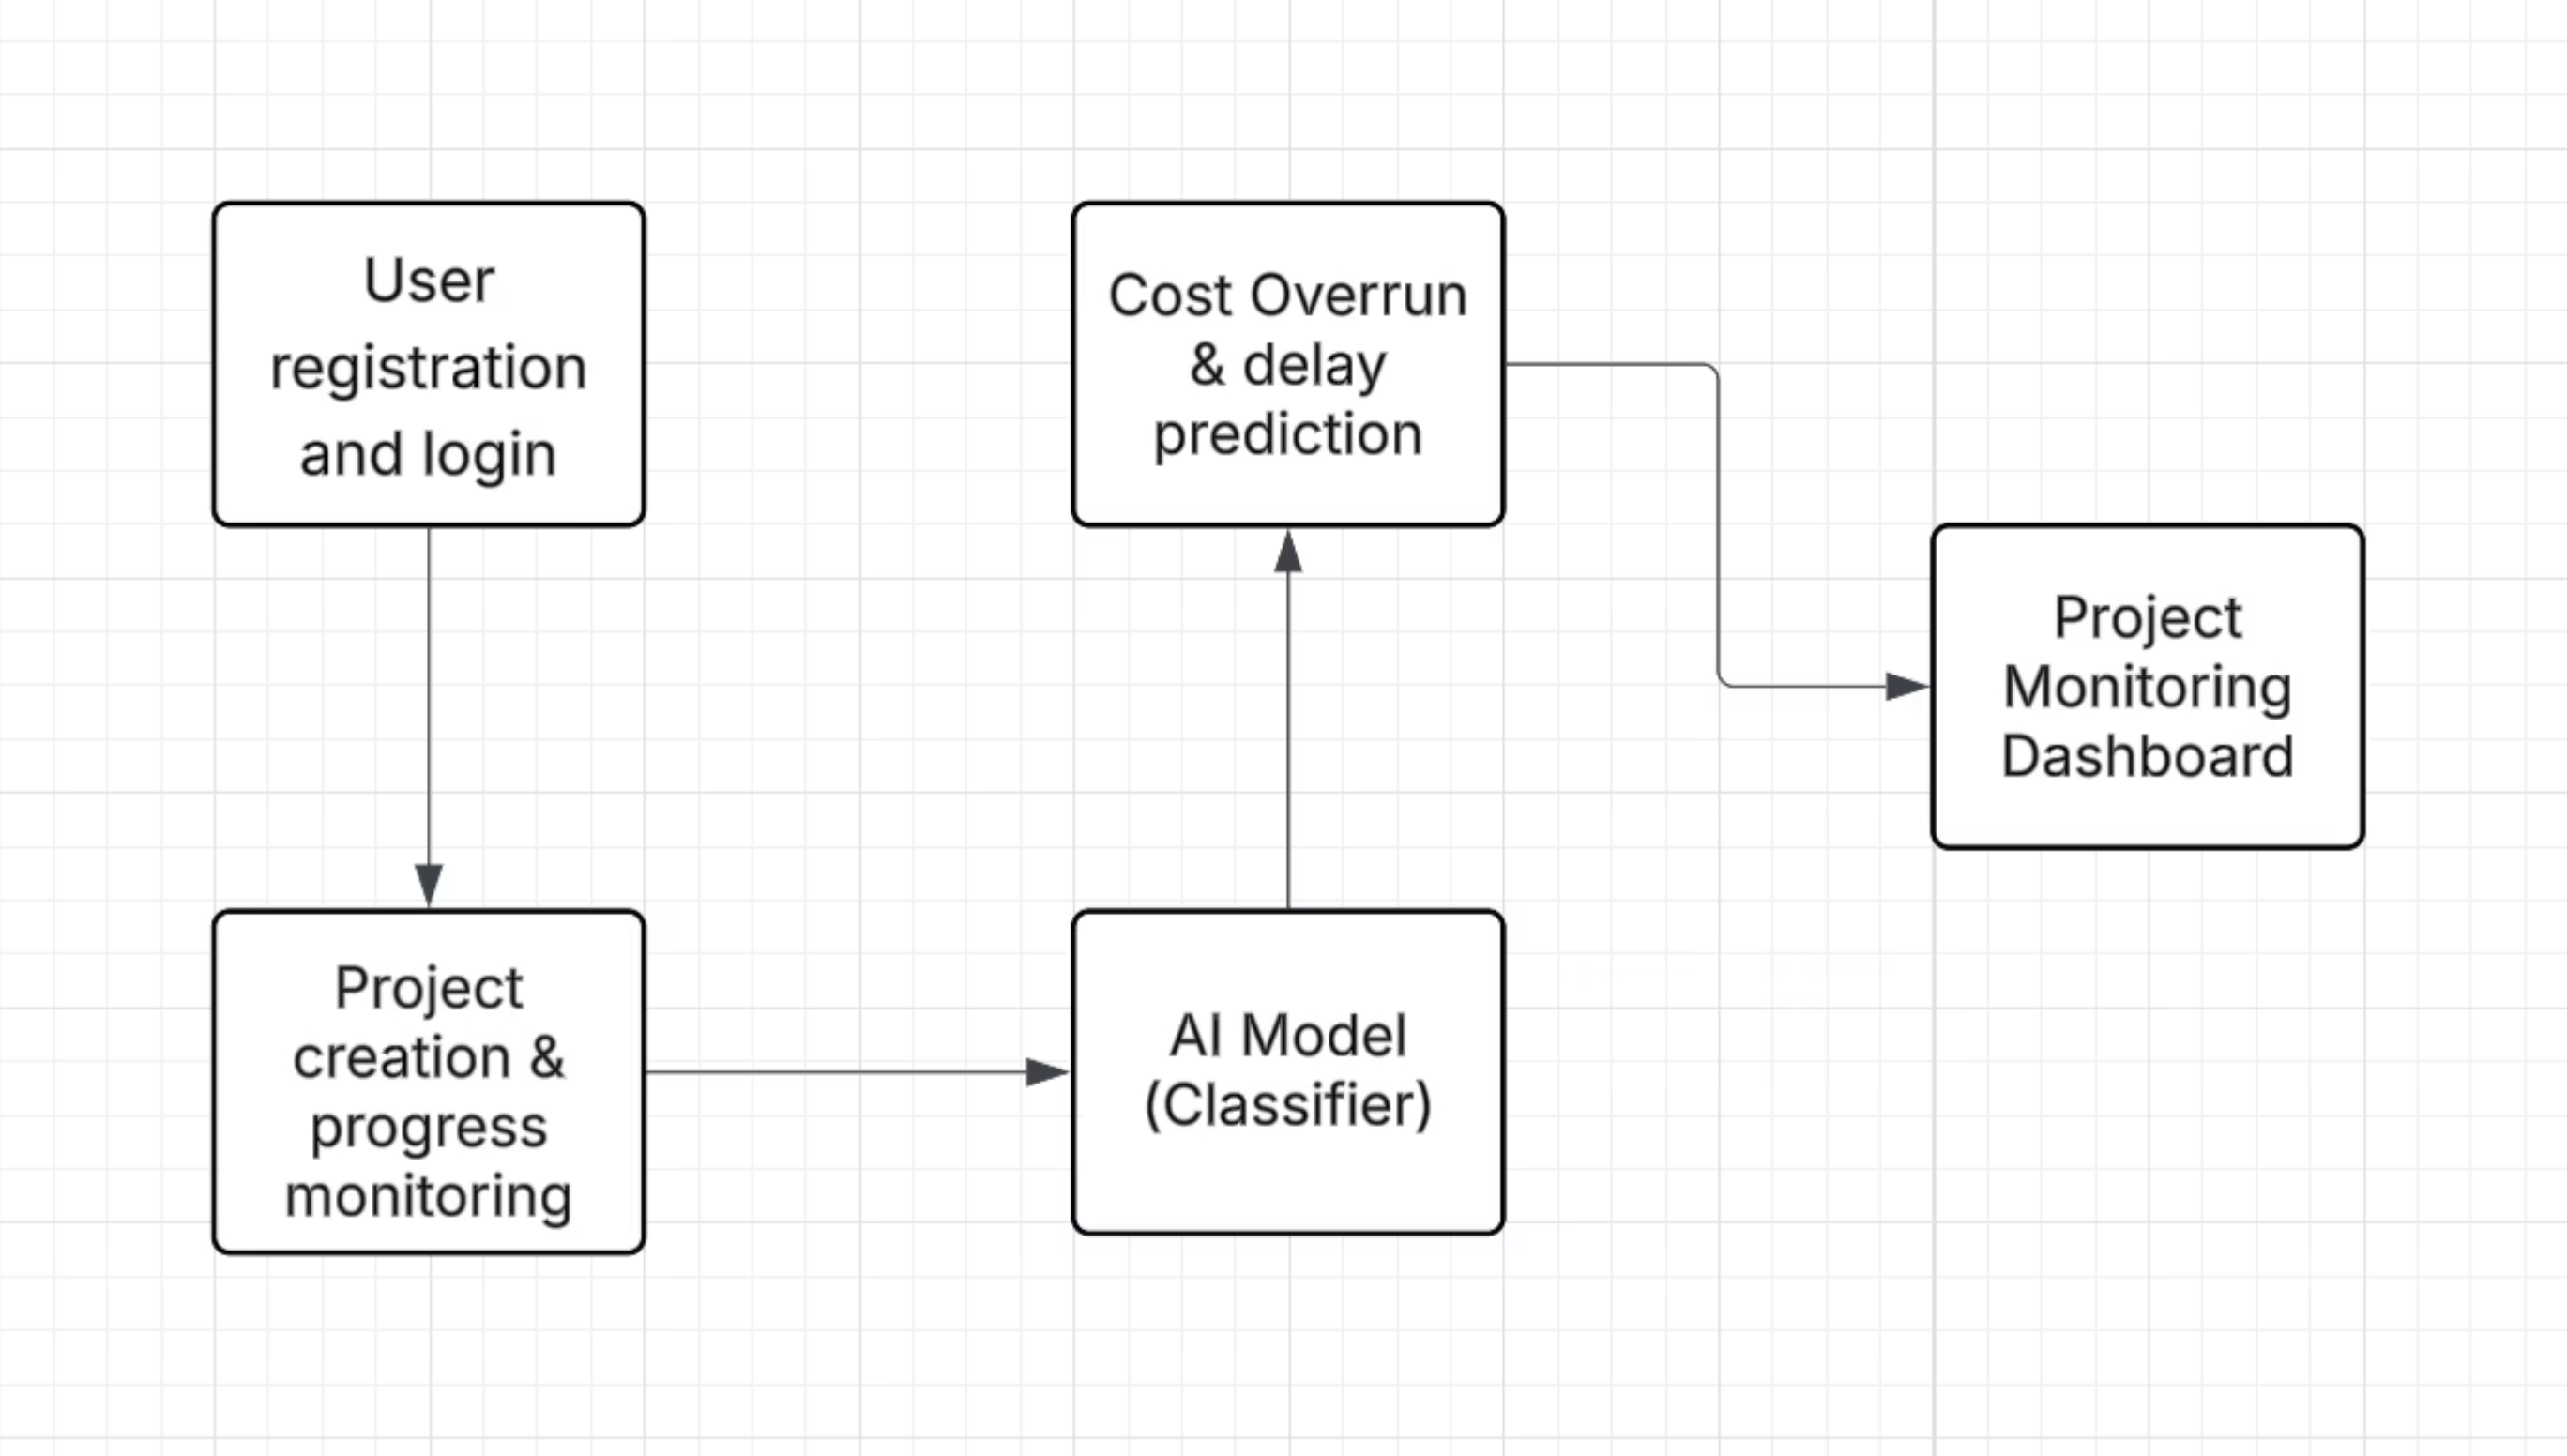 User
registration
and login
Project
creation &
progress
monitoring
AI Model
(Classifier)
Cost Overrun
& delay
prediction
Project
Monitoring
Dashboard